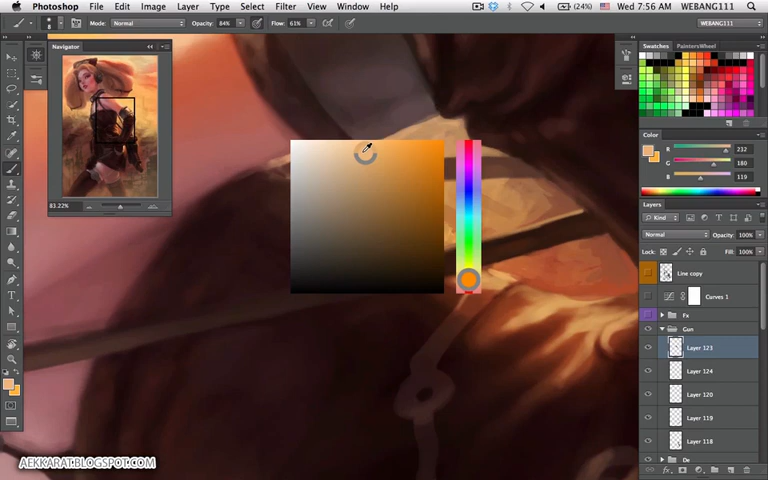 Photoshop File Edit Image Layer Type Select Filter View Window Help (24%) Wed 7:56 AM WEBANG111
8 Mode: Normal Opacity: 84% Flow: 61% WEBANG111
Navigator
83.22%
Swatches PaintersWheel
Color
R 232
G 180
B 119
Layers
Kind
Normal Opacity: 100%
Lock: Fill: 100%
Line copy
Curves 1
Fx
Gun
Layer 123
Layer 124
Layer 120
Layer 119
Layer 118
De
AEKKARAT.BLOGSPOT.COM